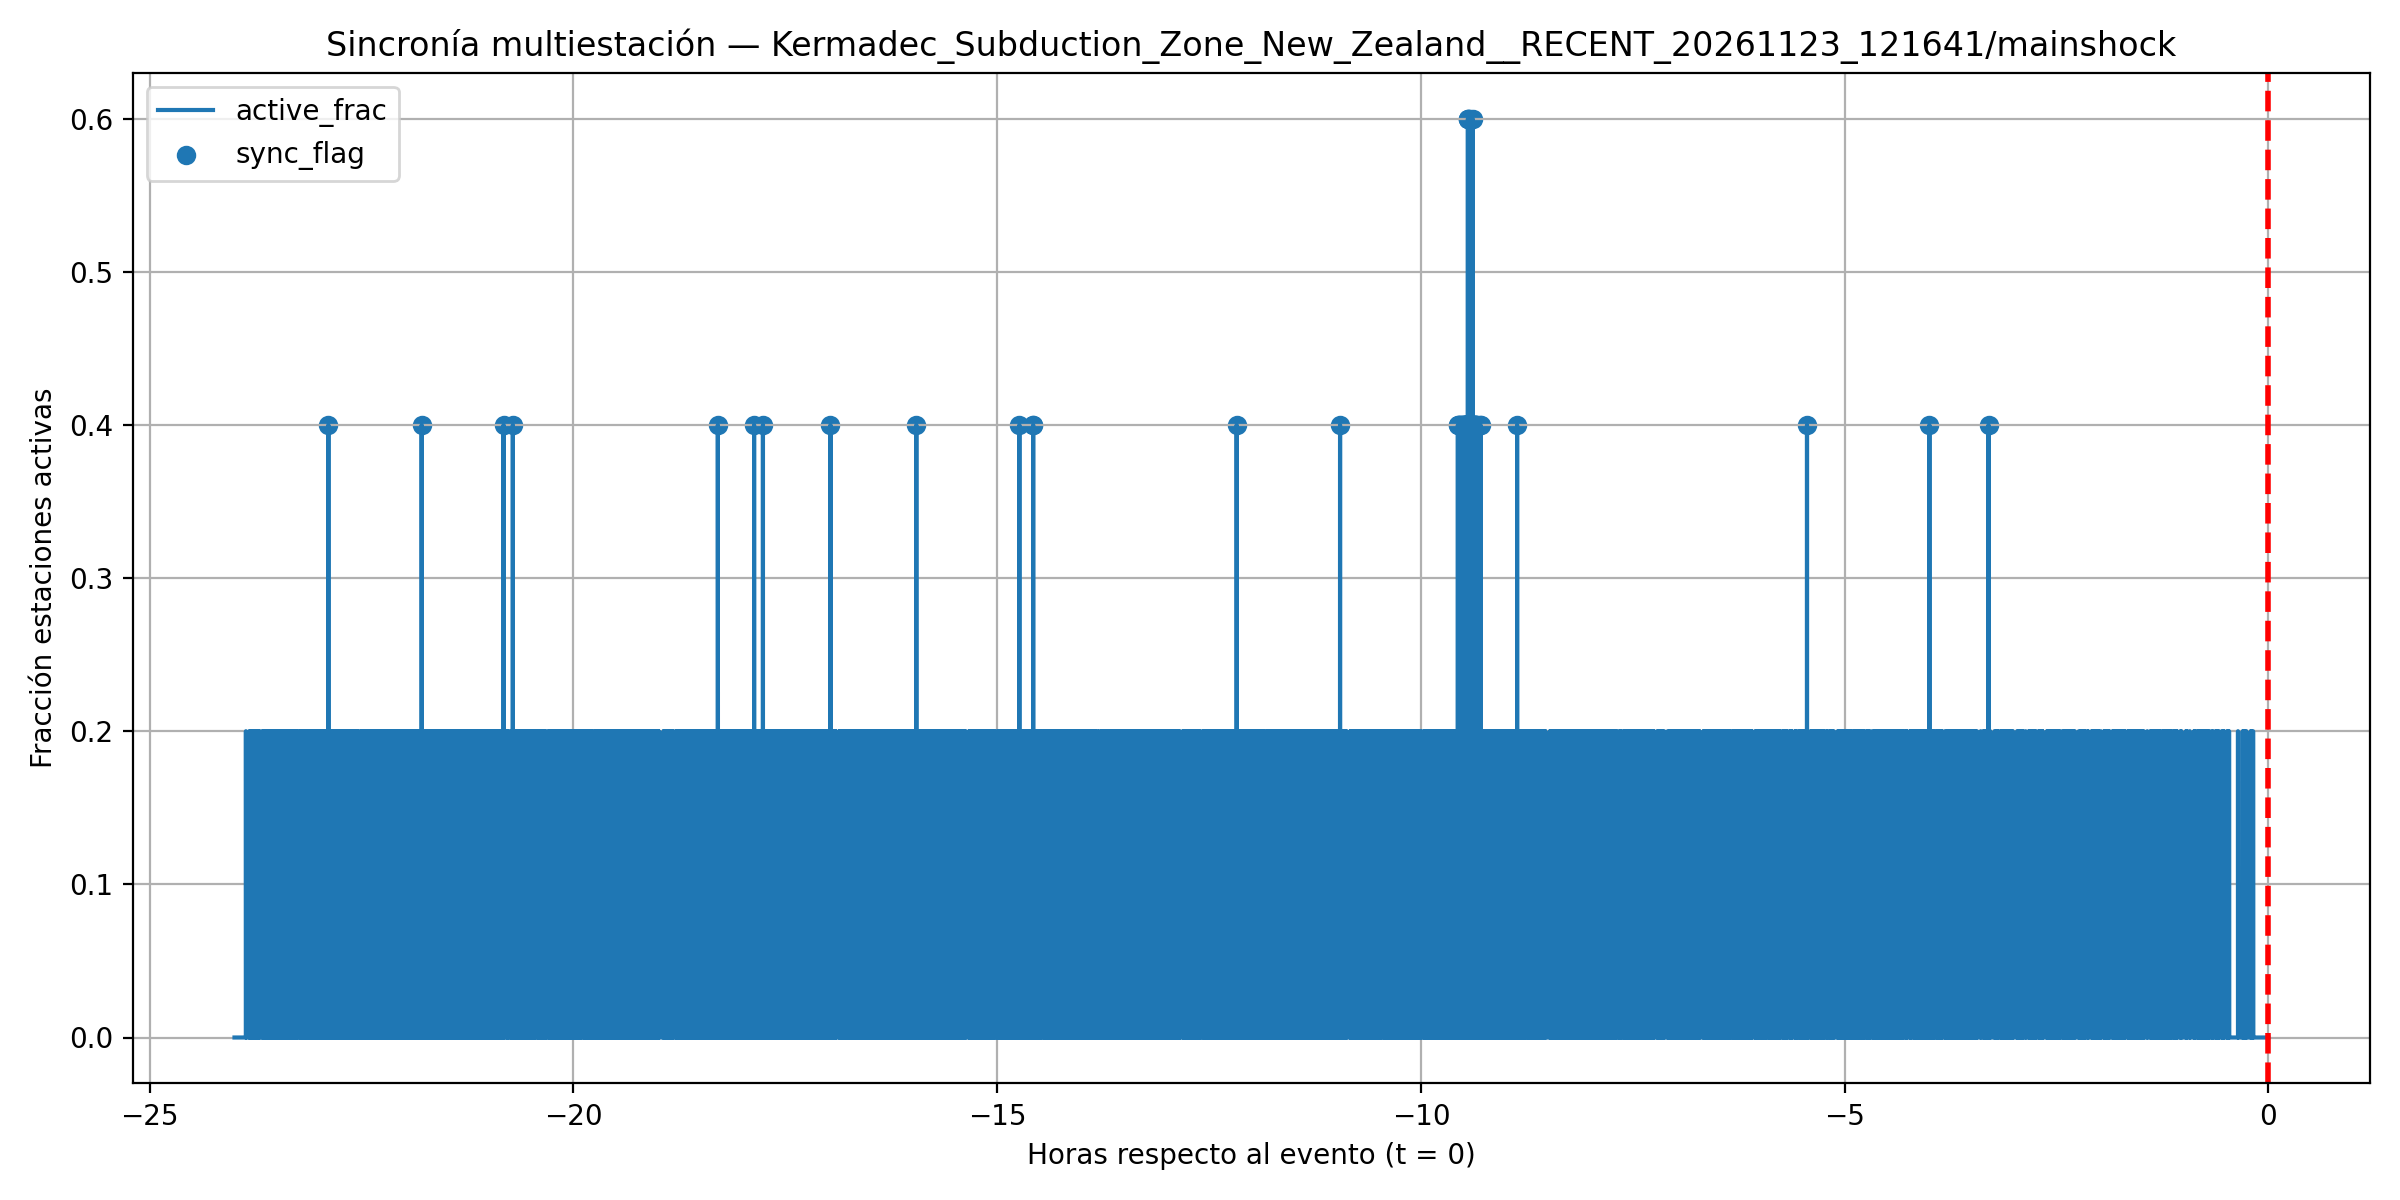 Sincronía multiestación — Kermadec_Subduction_Zone_New_Zealand__RECENT_20261123_121641/mainshock
active_frac
sync_flag
Fracción estaciones activas
0.6
0.5
0.4
0.3
0.2
0.1
0.0
−25 −20 −15 −10 −5 0
Horas respecto al evento (t = 0)